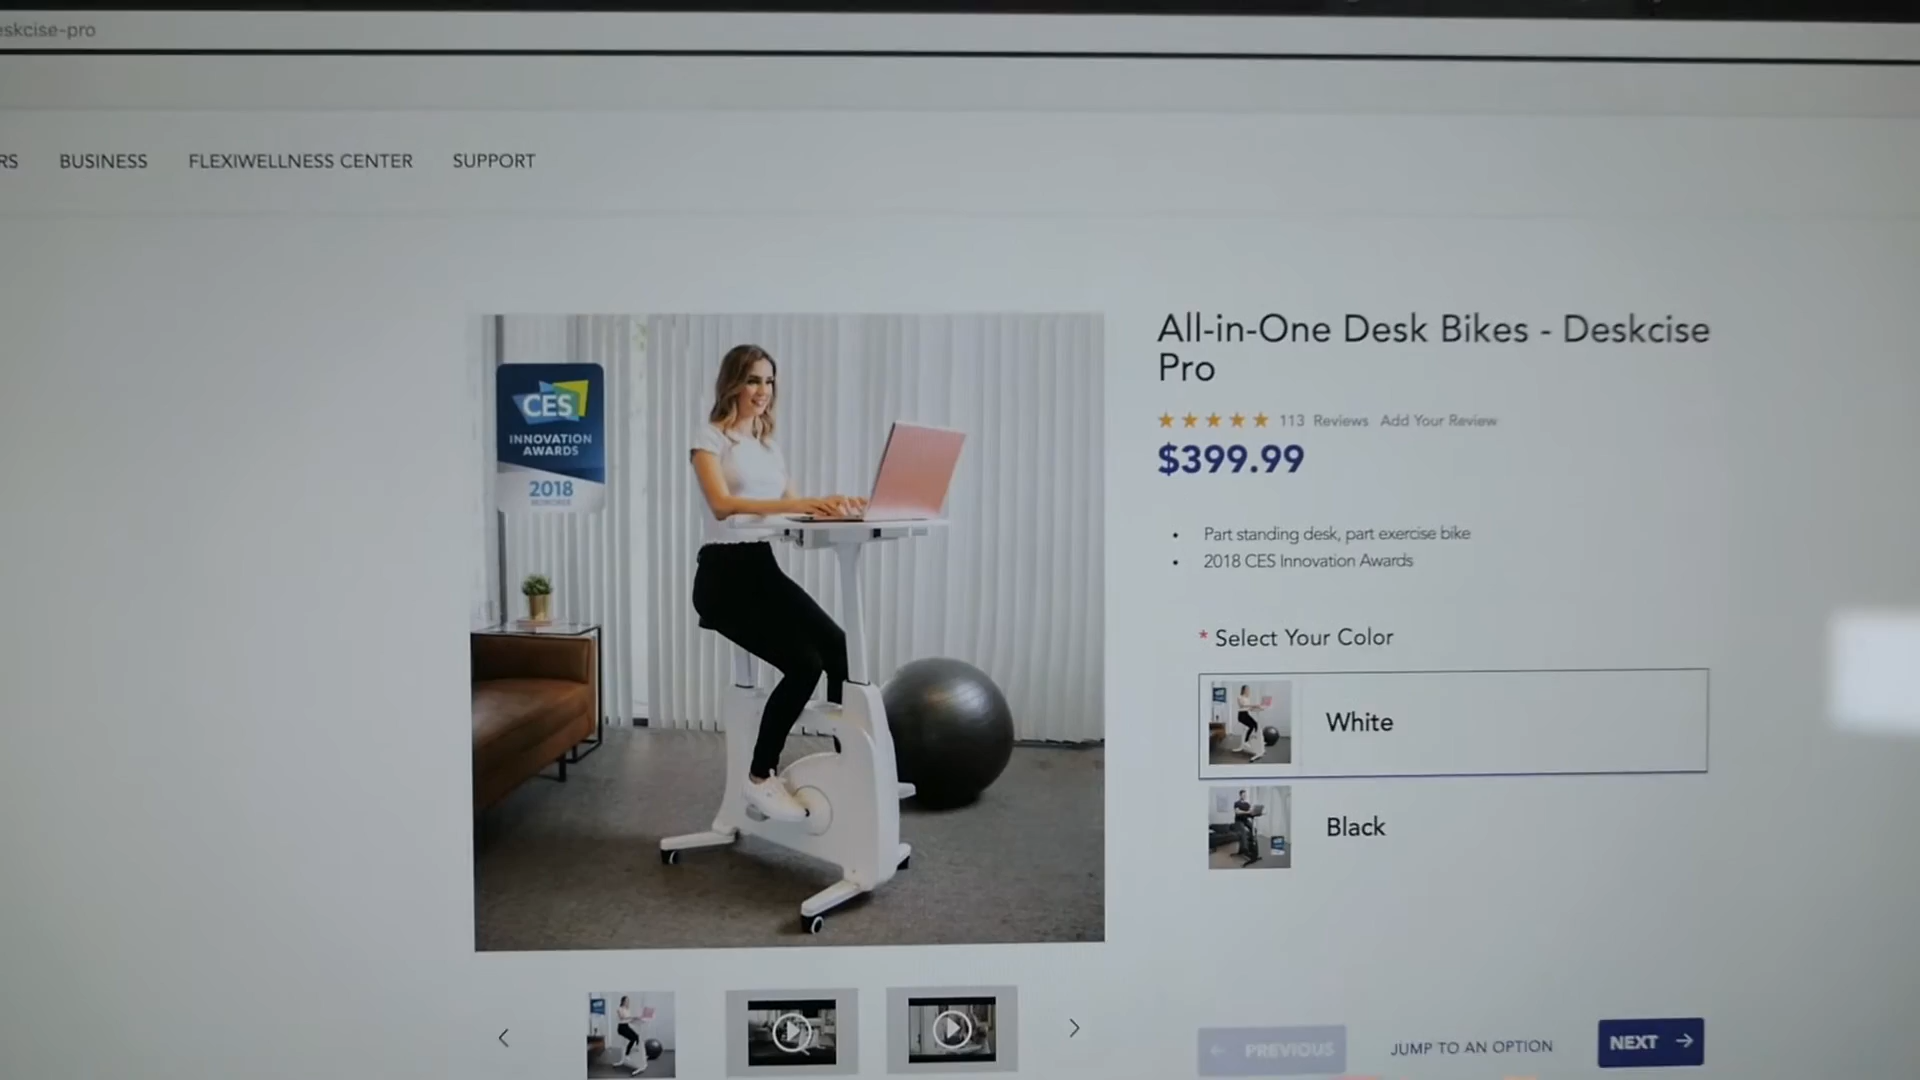 eskcise-pro
RS BUSINESS FLEXIWELLNESS CENTER SUPPORT
CES
INNOVATION
AWARDS
2018
HONOREE
All-in-One Desk Bikes - Deskcise
Pro
113 Reviews Add Your Review
$399.99
• Part standing desk, part exercise bike
• 2018 CES Innovation Awards
* Select Your Color
White
Black
PREVIOUS JUMP TO AN OPTION NEXT